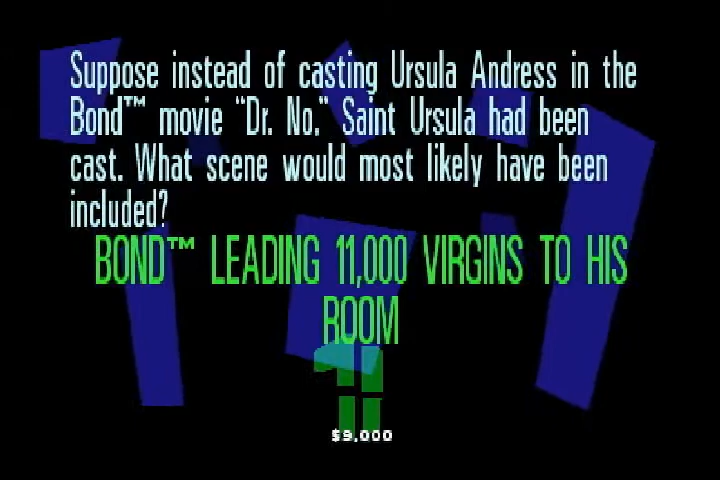 Suppose instead of casting Ursula Andress in the
Bond™ movie "Dr. No." Saint Ursula had been
cast. What scene would most likely have been
included?
BOND™ LEADING 11,000 VIRGINS TO HIS
ROOM
$9,000